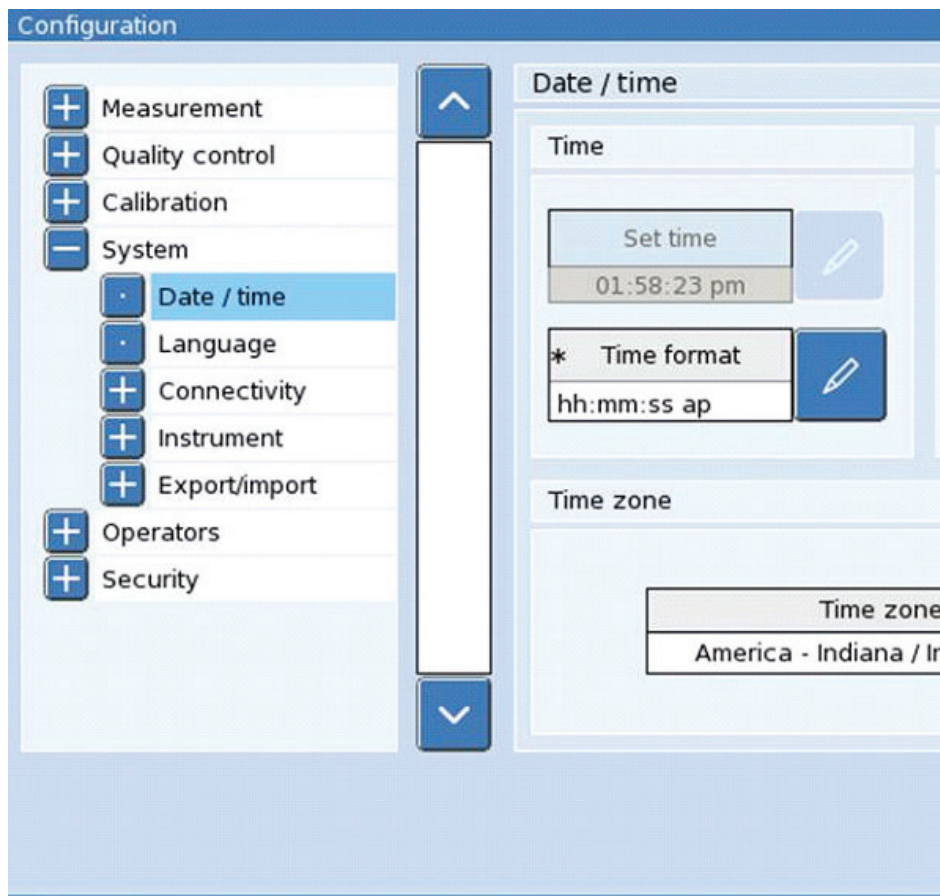 Configuration
Measurement
Quality control
Calibration
System
Date / time
Language
Connectivity
Instrument
Export/import
Operators
Security
Date / time
Time
Set time
01:58:23 pm
* Time format
hh:mm:ss ap
Time zone
Time zone
America - Indiana /